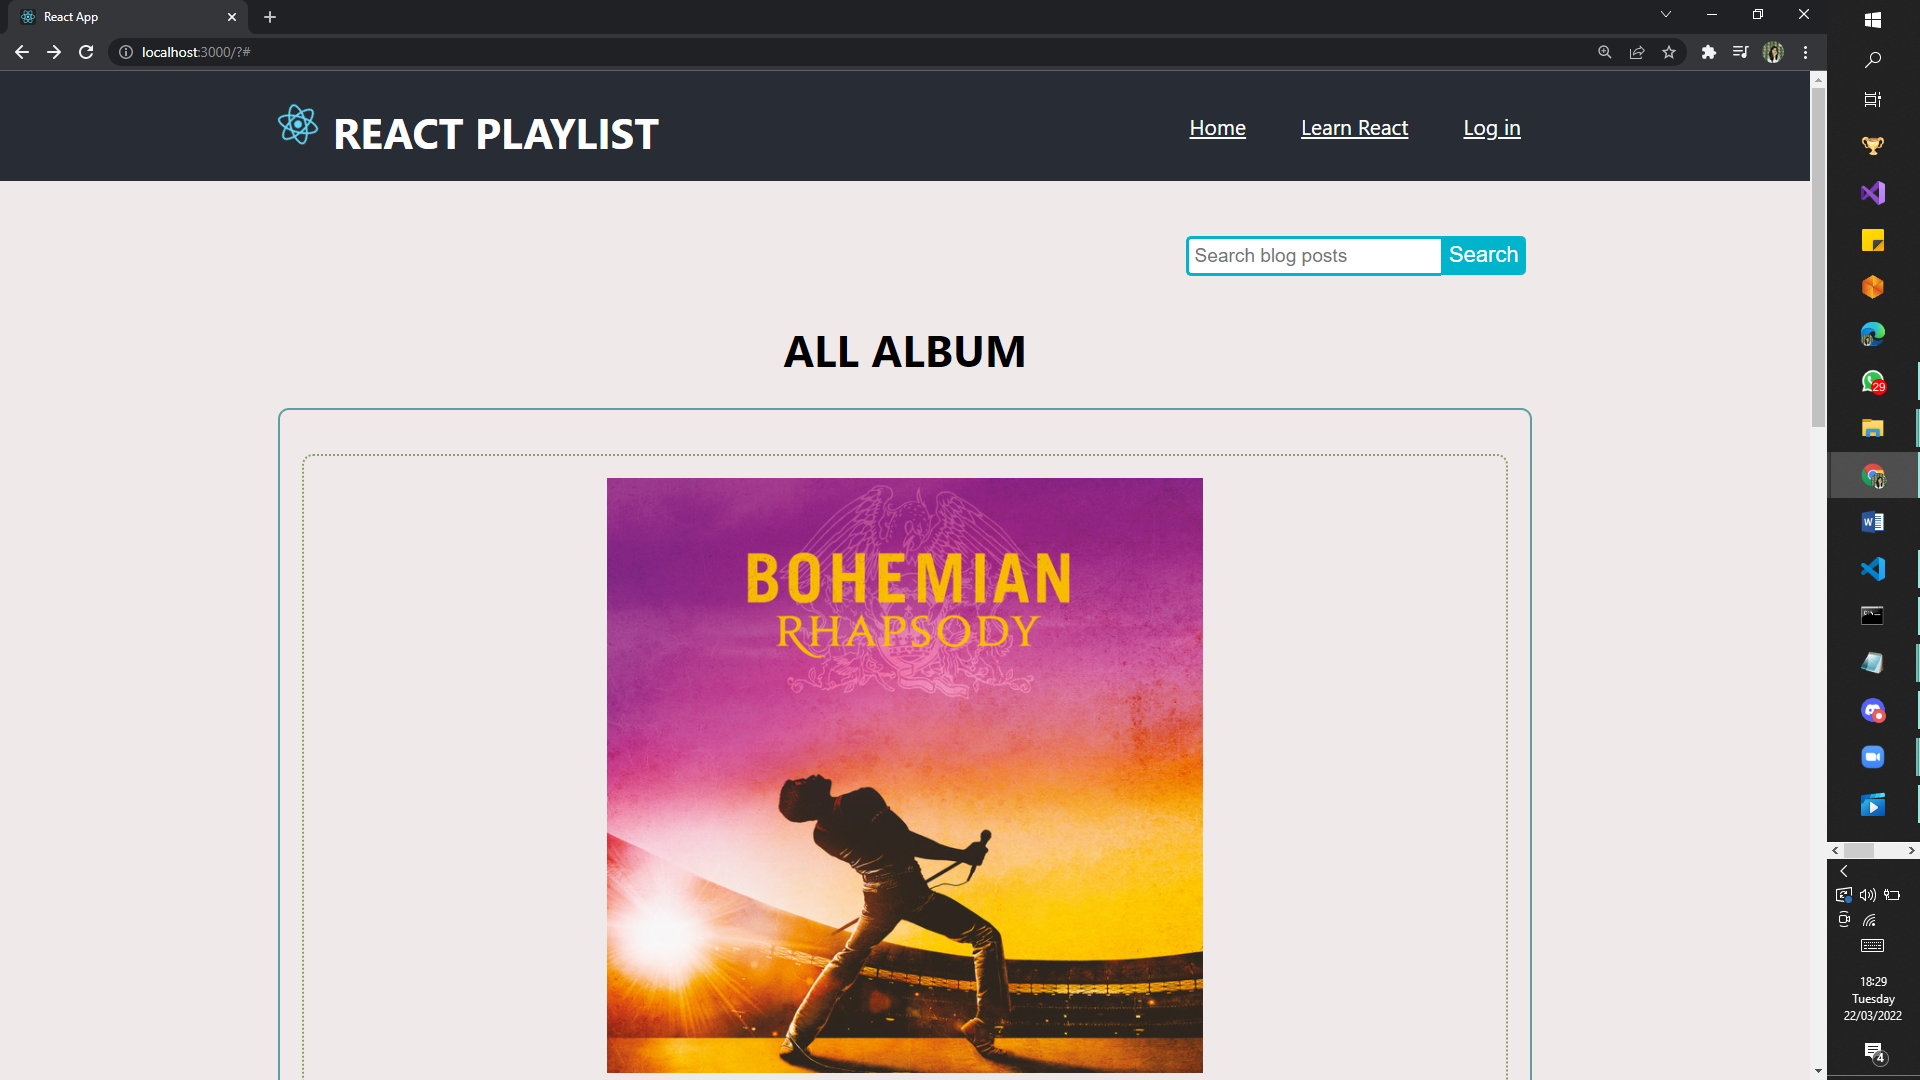 React App
localhost:3000/?#
REACT PLAYLIST
Home
Learn React
Log in
Search blog posts
Search
ALL ALBUM
BOHEMIAN
RHAPSODY
29
18:29
Tuesday
22/03/2022
4